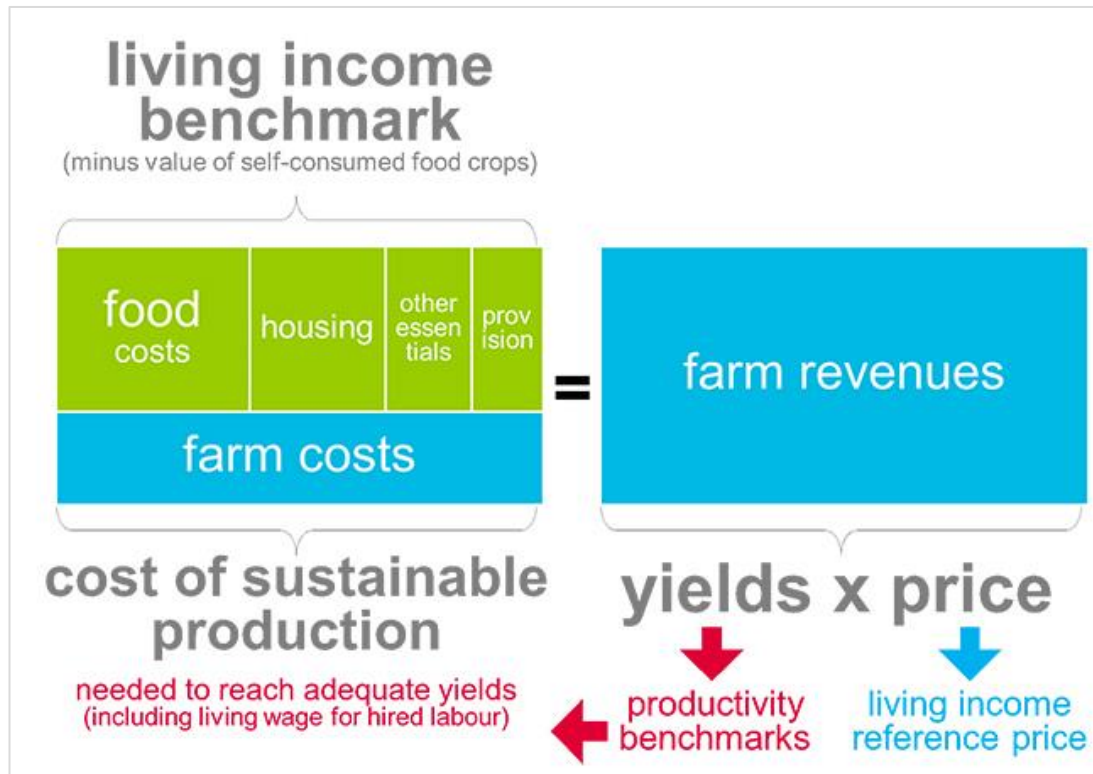 living income
benchmark
(minus value of self-consumed food crops)
food
costs
housing
other
essen
tials
prov
ision
farm costs
=
farm revenues
cost of sustainable
production
needed to reach adequate yields
(including living wage for hired labour)
yields x price
productivity
benchmarks
living income
reference price